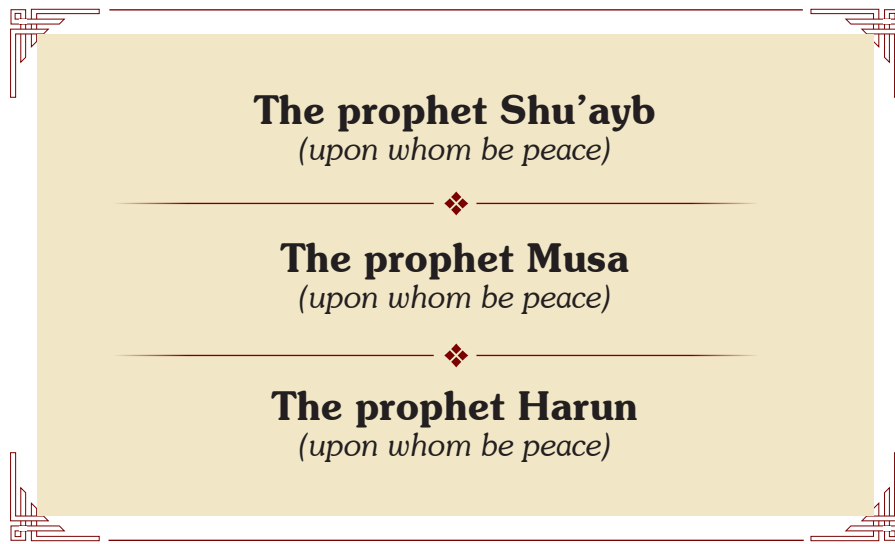 The prophet Shu’ayb
(upon whom be peace)
The prophet Musa
(upon whom be peace)
The prophet Harun
(upon whom be peace)